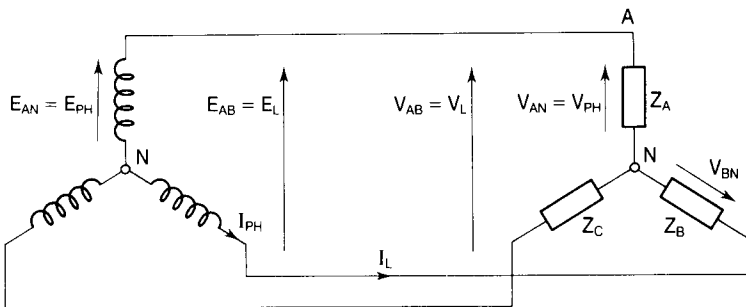 A
E_AN = E_PH
E_AB = E_L
V_AB = V_L
V_AN = V_PH
Z_A
N
N
V_BN
I_PH
Z_C
Z_B
I_L